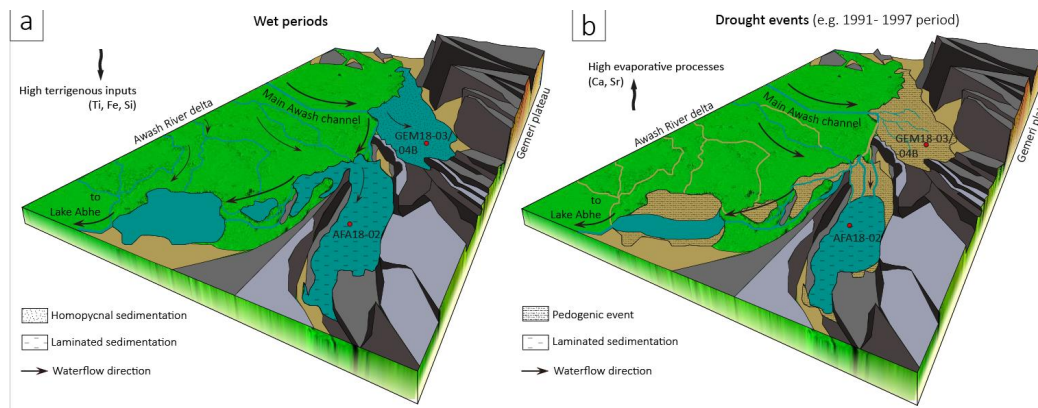 a
Wet periods
High terrigenous inputs
(Ti, Fe, Si)
Awash River delta
Main Awash channel
GEM18-03/
-04B
Gemeri plateau
to
Lake Abhe
AFA18-02
Homopycnal sedimentation
Laminated sedimentation
Waterflow direction
b
Drought events (e.g. 1991- 1997 period)
High evaporative processes
(Ca, Sr)
Awash River delta
Main Awash channel
GEM18-03/
-04B
Gemeri plateau
to
Lake Abhe
AFA18-02
Pedogenic event
Laminated sedimentation
Waterflow direction